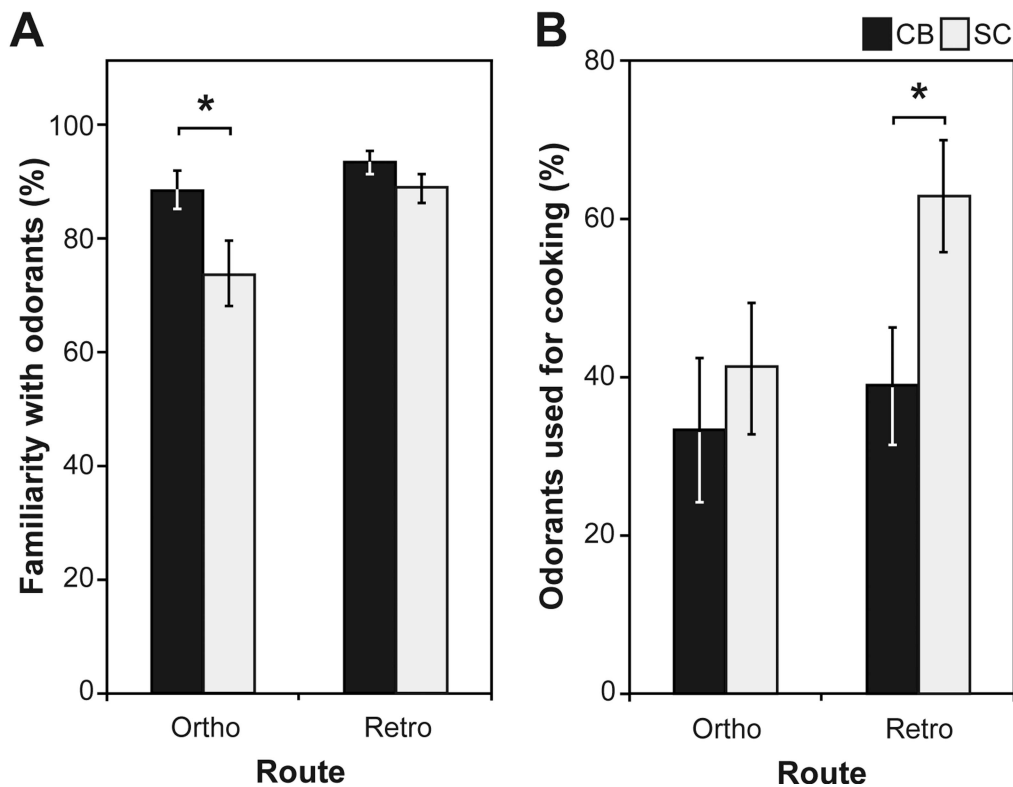 A
Familiarity with odorants (%)
100
80
60
40
20
0
*
Ortho
Retro
Route
B
CB
SC
Odorants used for cooking (%)
80
60
40
20
0
*
Ortho
Retro
Route